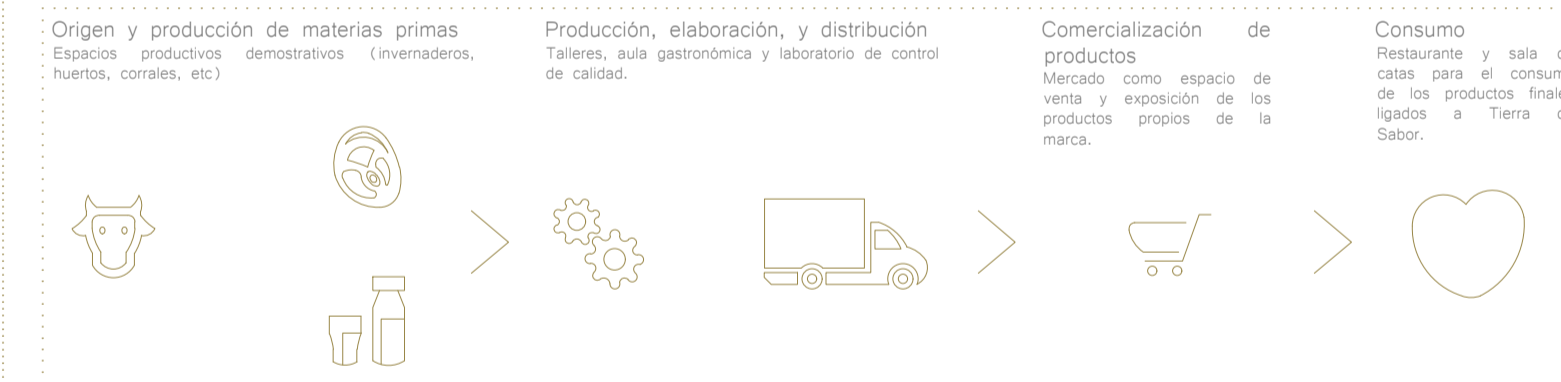 Origen y producción de materias primas
Espacios productivos demostrativos (invernaderos,
huertos, corrales, etc)
Producción, elaboración, y distribución
Talleres, aula gastronómica y laboratorio de control
de calidad.
Comercialización de
productos
Mercado como espacio de
venta y exposición de los
productos propios de la
marca.
Consumo
Restaurante y sala
catas para el
de los productos
ligados a Tierra
Sabor.